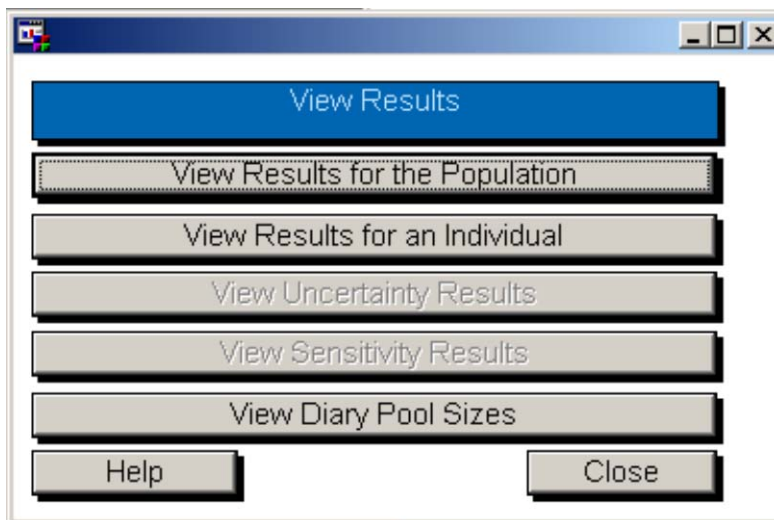 View Results
View Results for the Population
View Results for an Individual
View Uncertainty Results
View Sensitivity Results
View Diary Pool Sizes
Help
Close